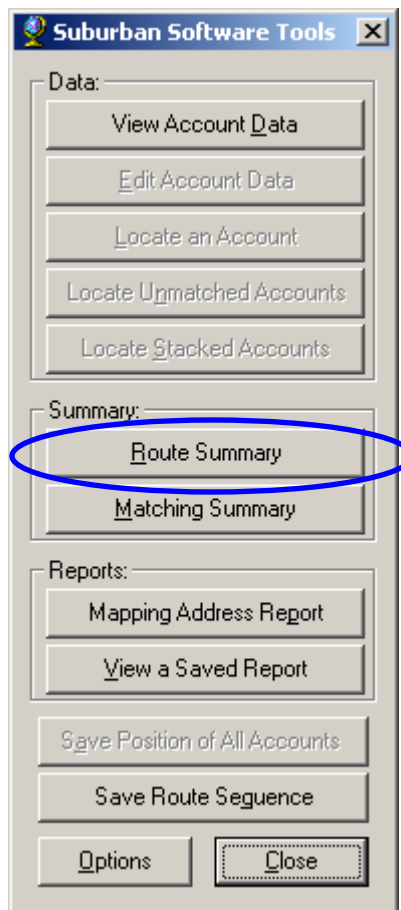 Suburban Software Tools
Data:
View Account Data
Edit Account Data
Locate an Account
Locate Unmatched Accounts
Locate Stacked Accounts
Summary:
Route Summary
Matching Summary
Reports:
Mapping Address Report
View a Saved Report
Save Position of All Accounts
Save Route Sequence
Options Close